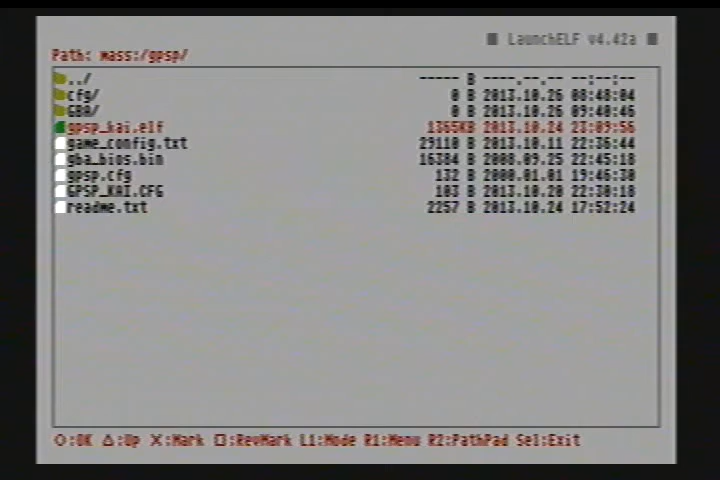 LaunchELF v4.42a
Path: mass:/gpsp/
../ ----- B ----.--.-- --:--:--
cfg/ 0 B 2013.10.26 08:48:04
GBA/ 0 B 2013.10.26 09:40:46
gpsp_kai.elf 1365KB 2013.10.24 23:09:56
game_config.txt 29110 B 2013.10.11 22:36:44
gba_bios.bin 16384 B 2008.09.25 22:45:18
gpsp.cfg 132 B 2000.01.01 19:46:30
GPSP_KAI.CFG 103 B 2013.10.20 22:30:18
readme.txt 2257 B 2013.10.24 17:52:24
○:OK △:Up ×:Mark □:RevMark L1:Mode R1:Menu R2:PathPad Sel:Exit